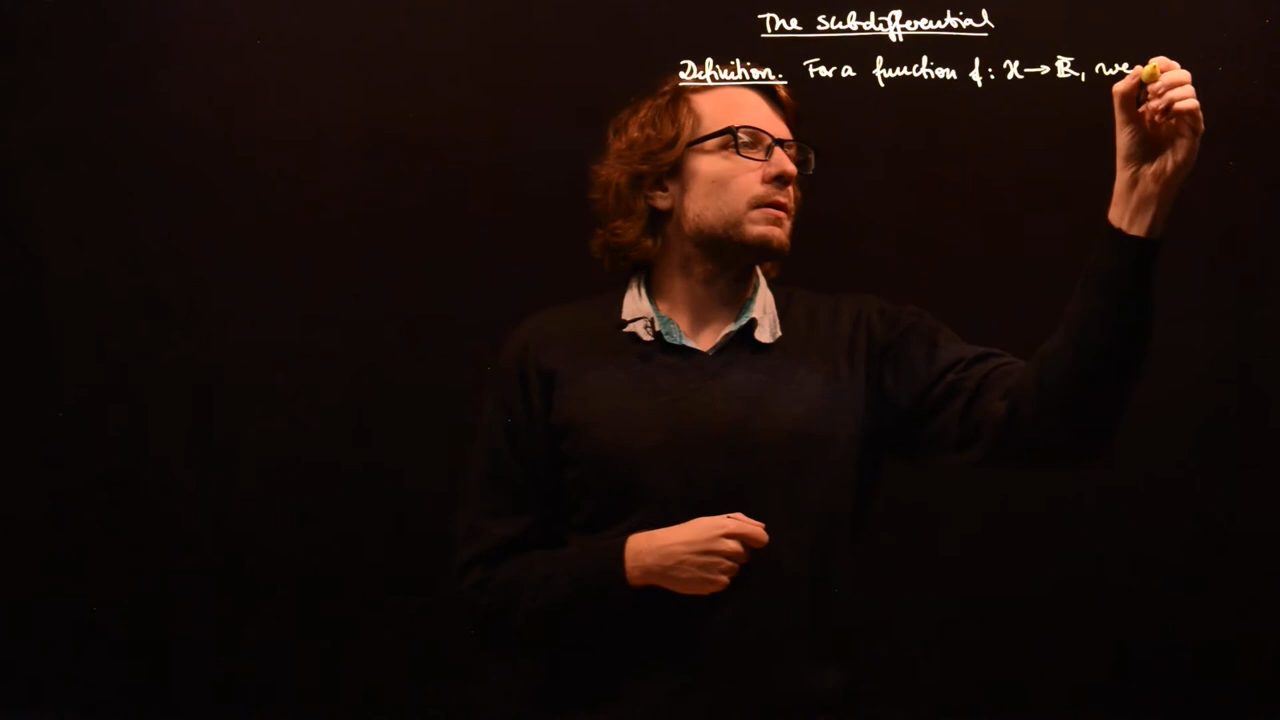 The subdifferential
Definition. For a function f: H→ℝ̄, we